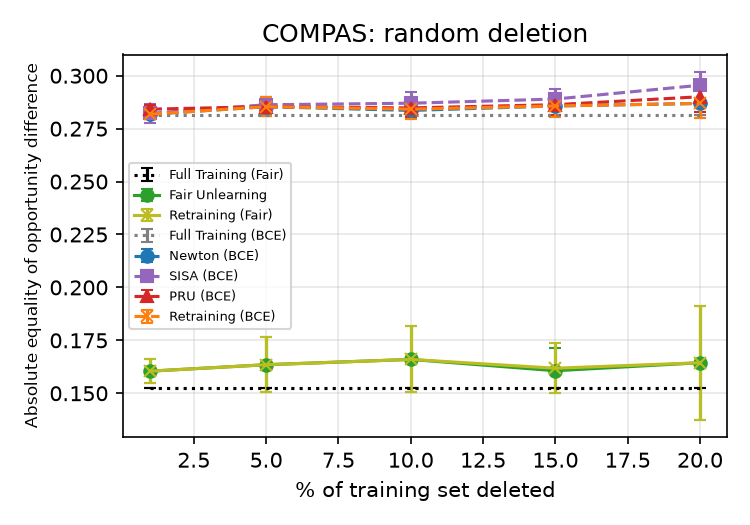 COMPAS: random deletion
Absolute equality of opportunity difference
0.300
0.275
0.250
0.225
0.200
0.175
0.150
Full Training (Fair)
Fair Unlearning
Retraining (Fair)
Full Training (BCE)
Newton (BCE)
SISA (BCE)
PRU (BCE)
Retraining (BCE)
2.5 5.0 7.5 10.0 12.5 15.0 17.5 20.0
% of training set deleted